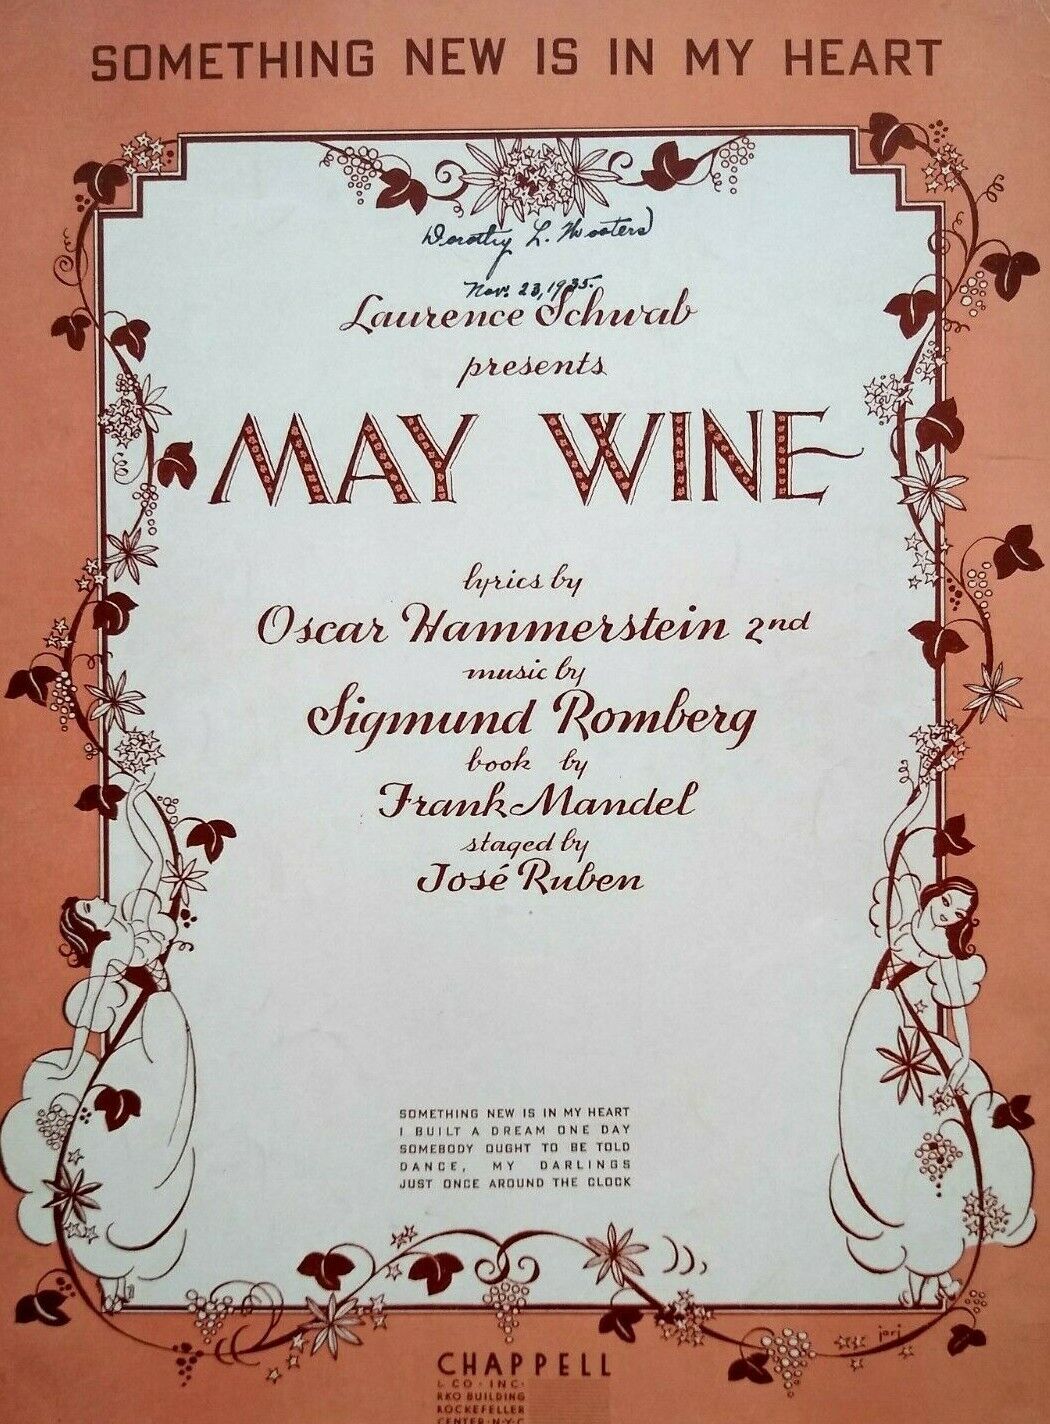 SOMETHING NEW IS IN MY HEART
Dorothy L. Wooters
Nov. 23, 1935.
Laurence Schwab
presents
MAY WINE
lyrics by
Oscar Hammerstein 2nd
music by
Sigmund Romberg
book by
Frank Mandel
staged by
José Ruben
SOMETHING NEW IS IN MY HEART
I BUILT A DREAM ONE DAY
SOMEBODY OUGHT TO BE TOLD
DANCE, MY DARLINGS
JUST ONCE AROUND THE CLOCK
jorj
CHAPPELL
& CO·INC·
RKO BUILDING
ROCKEFELLER
CENTER·N·Y·C